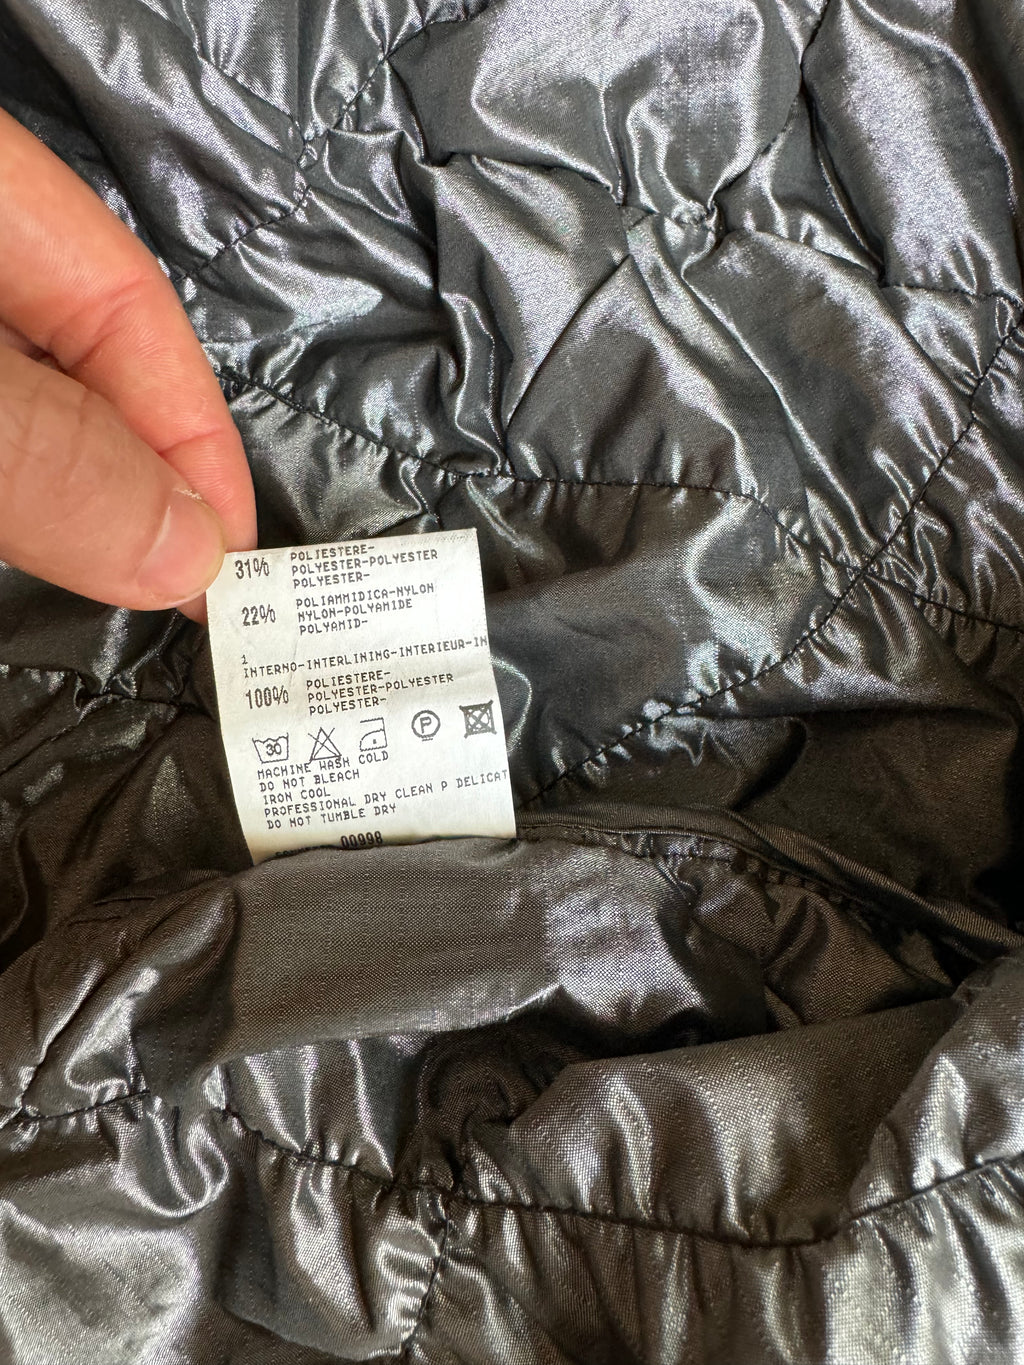 31% POLIESTERE-
POLYESTER-POLYESTER
POLYESTER-
22% POLIAMMIDICA-NYLON
NYLON-POLYAMIDE
POLYAMID-
1
INTERNO-INTERLINING-INTERIEUR-IN
100% POLIESTERE-
POLYESTER-POLYESTER
POLYESTER-
30 P
MACHINE WASH COLD
DO NOT BLEACH
IRON COOL
PROFESSIONAL DRY CLEAN P DELICAT
DO NOT TUMBLE DRY
00998